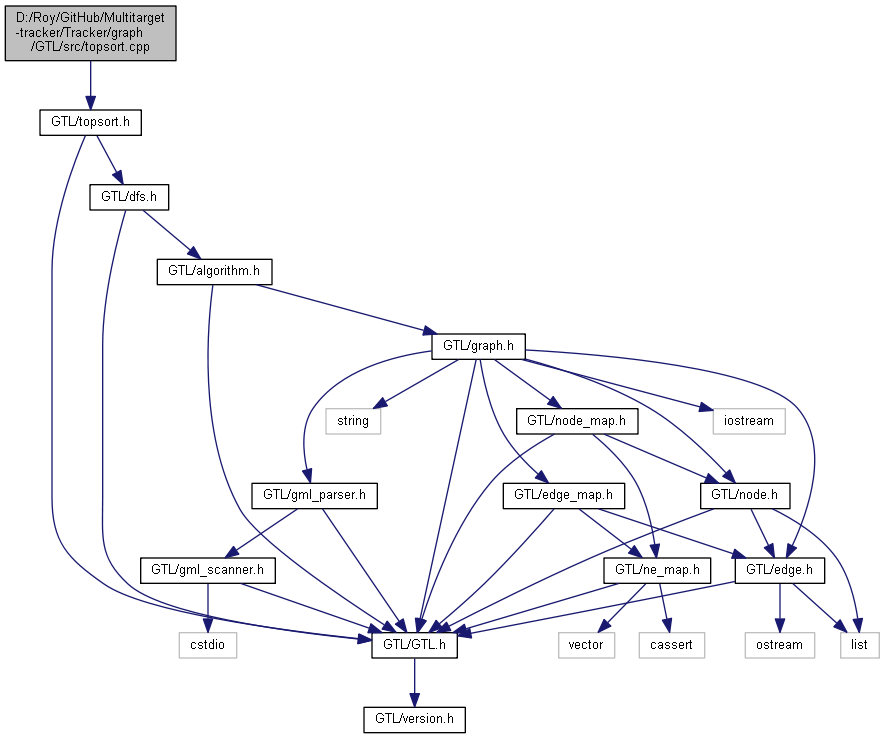 D:/Roy/GitHub/Multitarget
-tracker/Tracker/graph
/GTL/src/topsort.cpp
GTL/topsort.h
GTL/dfs.h
GTL/algorithm.h
GTL/graph.h
string
GTL/node_map.h
iostream
GTL/gml_parser.h
GTL/edge_map.h
GTL/node.h
GTL/gml_scanner.h
GTL/ne_map.h
GTL/edge.h
cstdio
GTL/GTL.h
vector
cassert
ostream
list
GTL/version.h